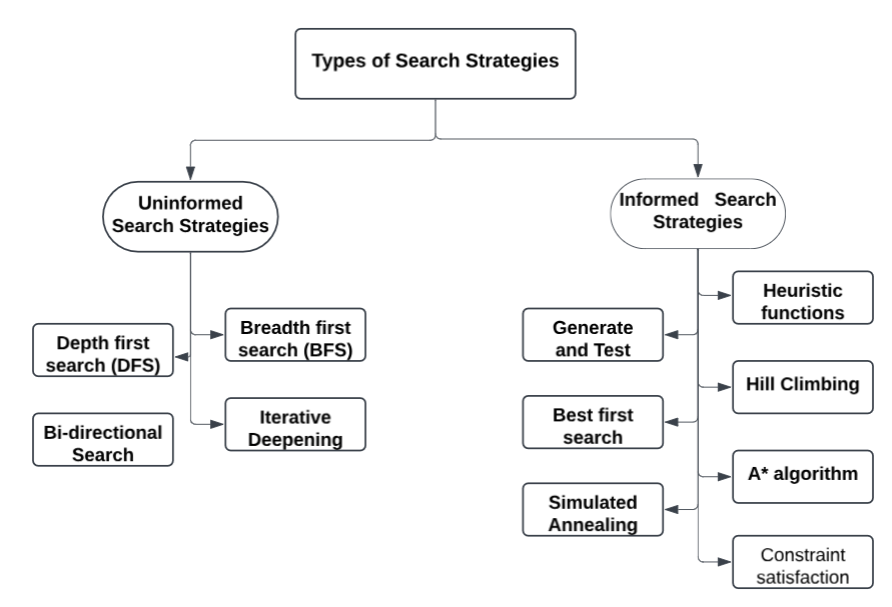 Types of Search Strategies
Uninformed
Search Strategies
Informed Search
Strategies
Depth first
search (DFS)
Breadth first
search (BFS)
Bi-directional
Search
Iterative
Deepening
Generate
and Test
Heuristic
functions
Best first
search
Hill Climbing
Simulated
Annealing
A* algorithm
Constraint
satisfaction